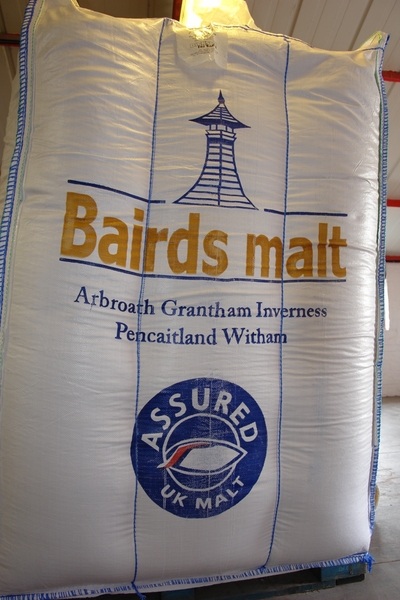 Bairds malt
Arbroath Grantham Inverness
Pencaitland Witham
ASSURED
UK MALT